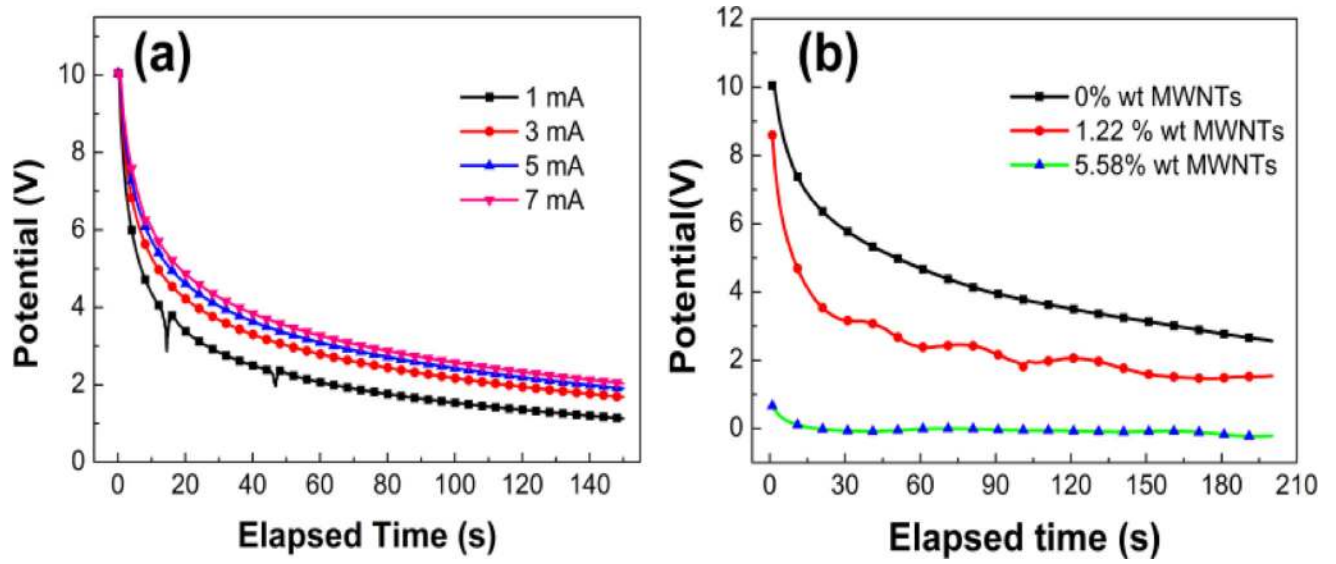 (a)
1 mA
3 mA
5 mA
7 mA
Potential (V)
10
8
6
4
2
0
0 20 40 60 80 100 120 140
Elapsed Time (s)
(b)
0% wt MWNTs
1.22 % wt MWNTs
5.58% wt MWNTs
Potential(V)
12
10
8
6
4
2
0
0 30 60 90 120 150 180 210
Elapsed time (s)